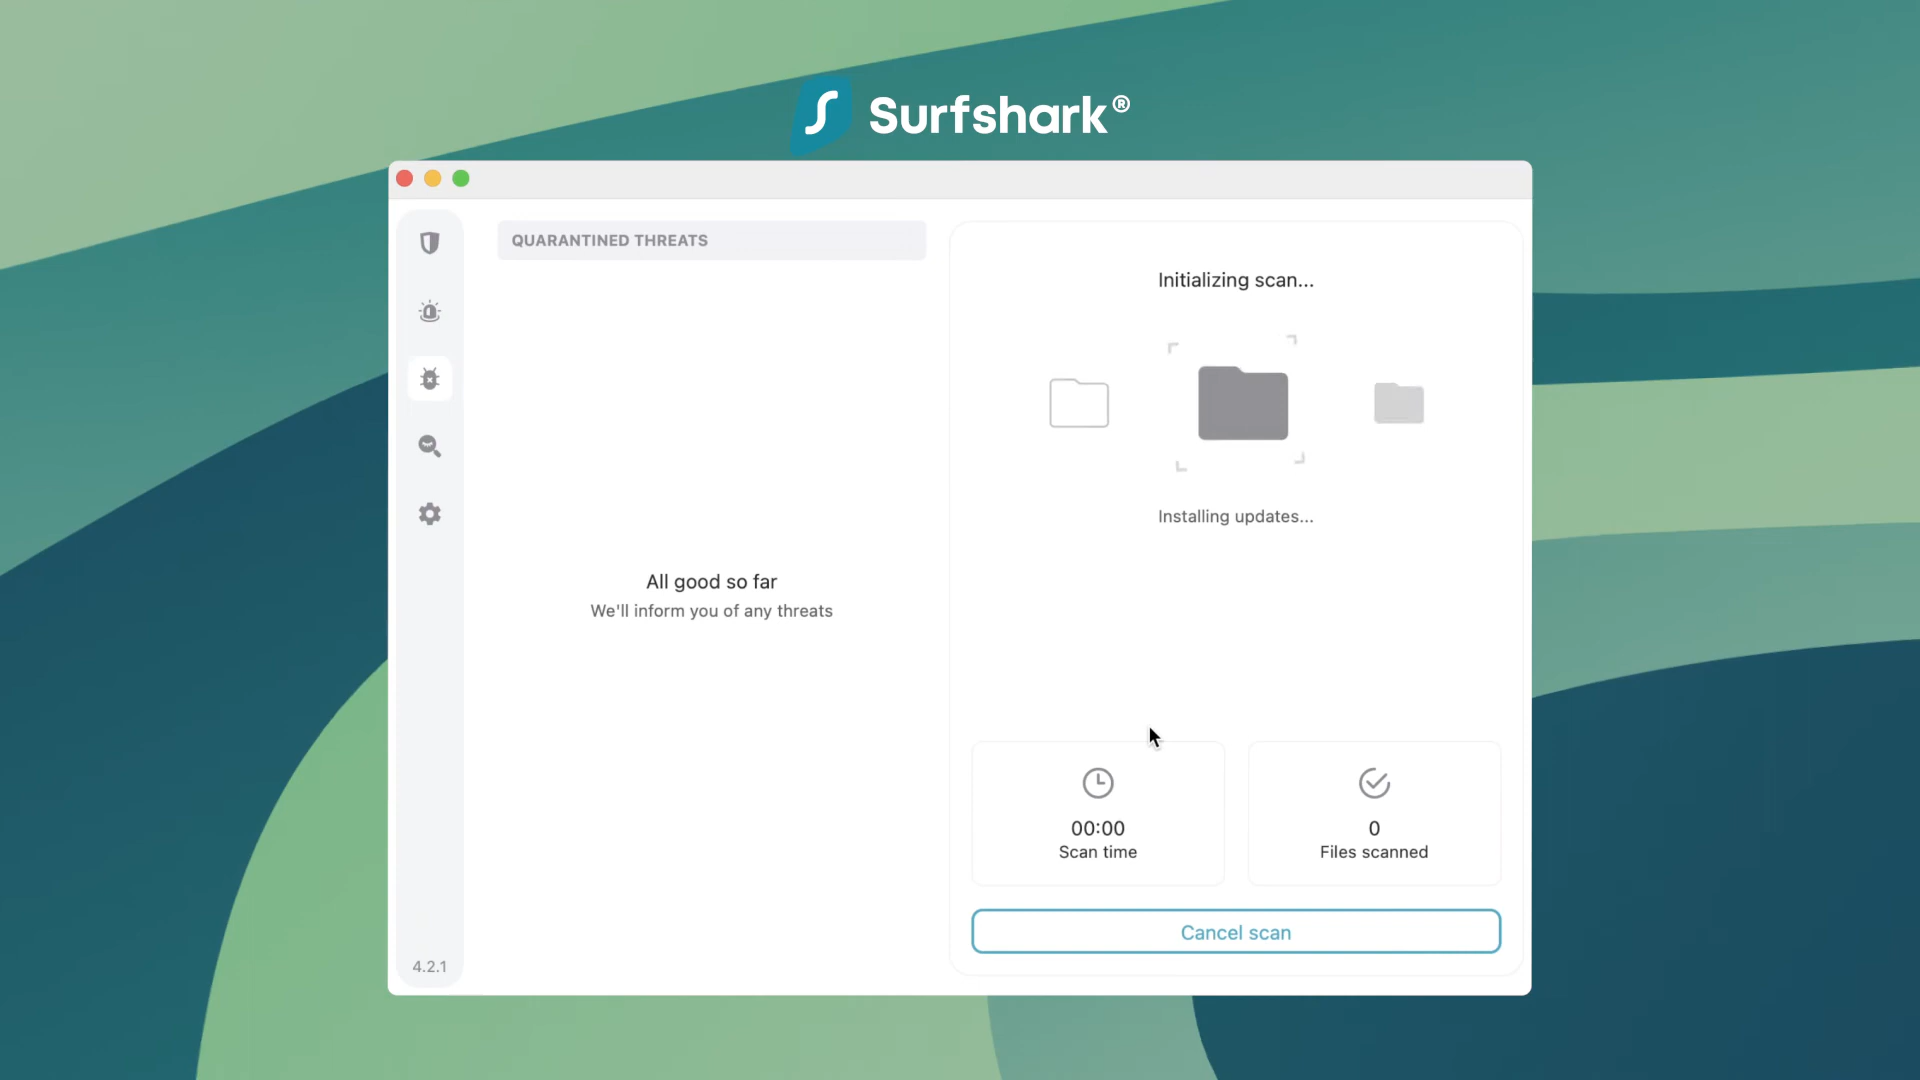 Surfshark®
QUARANTINED THREATS
Initializing scan...
Installing updates...
All good so far
We'll inform you of any threats
00:00
Scan time
0
Files scanned
Cancel scan
4.2.1